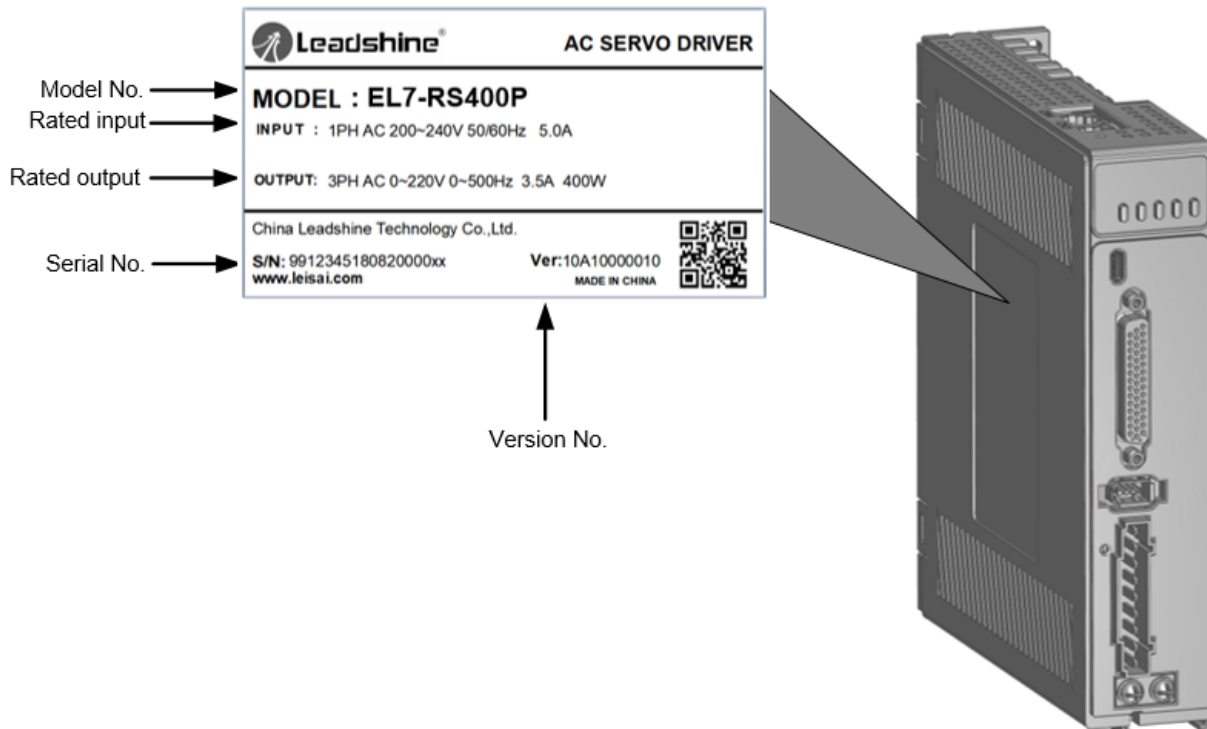 Leadshine®
AC SERVO DRIVER
Model No.
MODEL : EL7-RS400P
Rated input
INPUT : 1PH AC 200~240V 50/60Hz 5.0A
Rated output
OUTPUT: 3PH AC 0~220V 0~500Hz 3.5A 400W
China Leadshine Technology Co.,Ltd.
Serial No.
S/N: 9912345180820000xx
Ver:10A10000010
www.leisai.com
MADE IN CHINA
Version No.